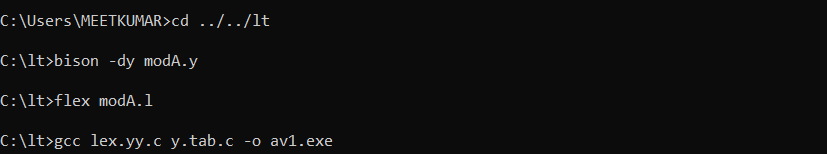 C:\Users\MEETKUMAR>cd ../../lt
C:\lt>bison -dy modA.y
C:\lt>flex modA.l
C:\lt>gcc lex.yy.c y.tab.c -o av1.exe